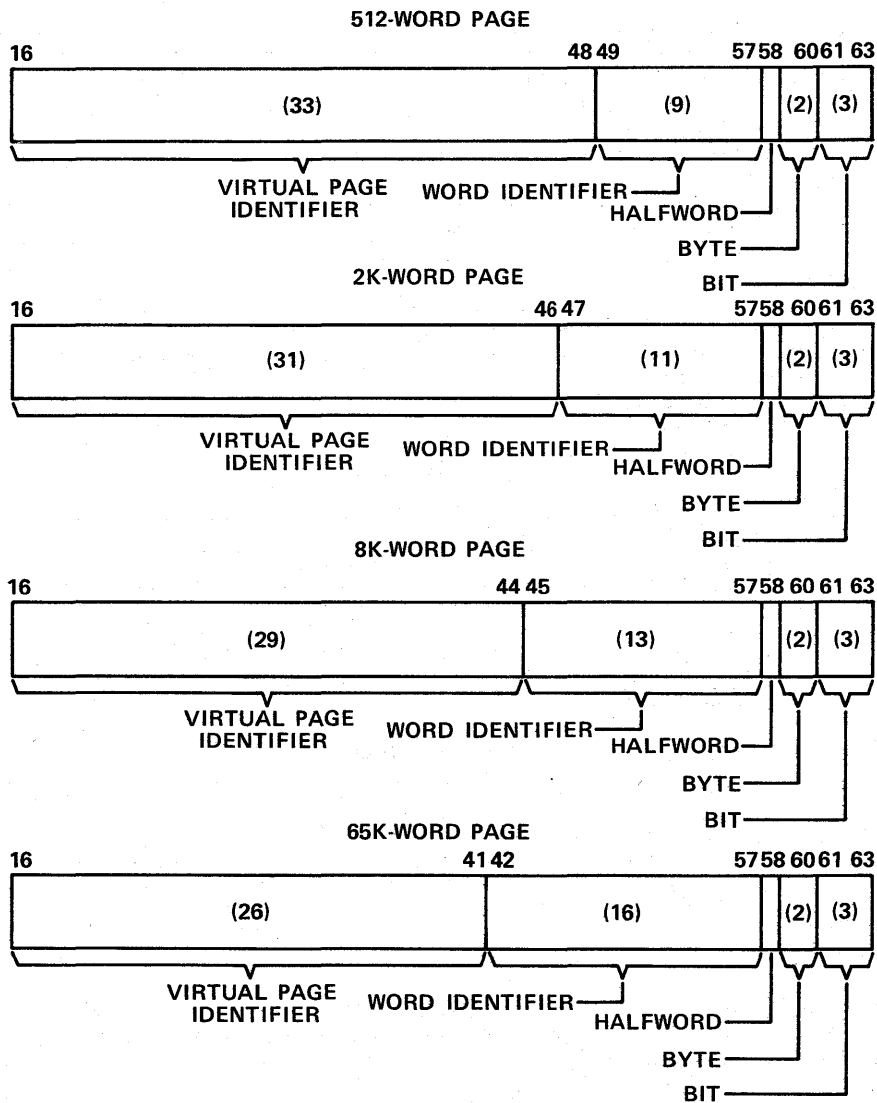 512-WORD PAGE
16 48 49 57 58 60 61 63
(33) (9) (2) (3)
VIRTUAL PAGE
IDENTIFIER
WORD IDENTIFIER
HALFWORD
BYTE
BIT
2K-WORD PAGE
16 46 47 57 58 60 61 63
(31) (11) (2) (3)
VIRTUAL PAGE
IDENTIFIER
WORD IDENTIFIER
HALFWORD
BYTE
BIT
8K-WORD PAGE
16 44 45 57 58 60 61 63
(29) (13) (2) (3)
VIRTUAL PAGE
IDENTIFIER
WORD IDENTIFIER
HALFWORD
BYTE
BIT
65K-WORD PAGE
16 41 42 57 58 60 61 63
(26) (16) (2) (3)
VIRTUAL PAGE
IDENTIFIER
WORD IDENTIFIER
HALFWORD
BYTE
BIT